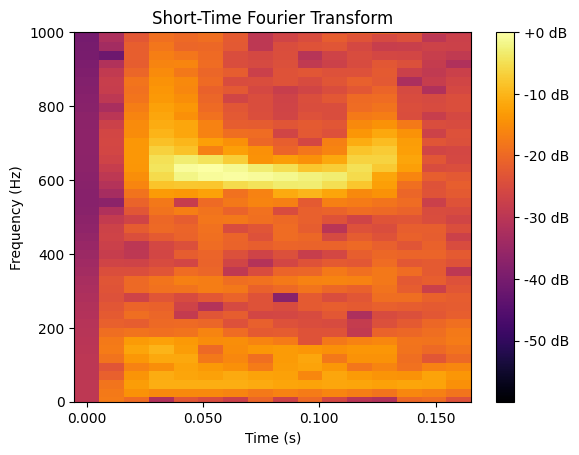 Short-Time Fourier Transform
1000
800
600
400
200
0
Frequency (Hz)
0.000
0.050
0.100
0.150
Time (s)
+0 dB
-10 dB
-20 dB
-30 dB
-40 dB
-50 dB